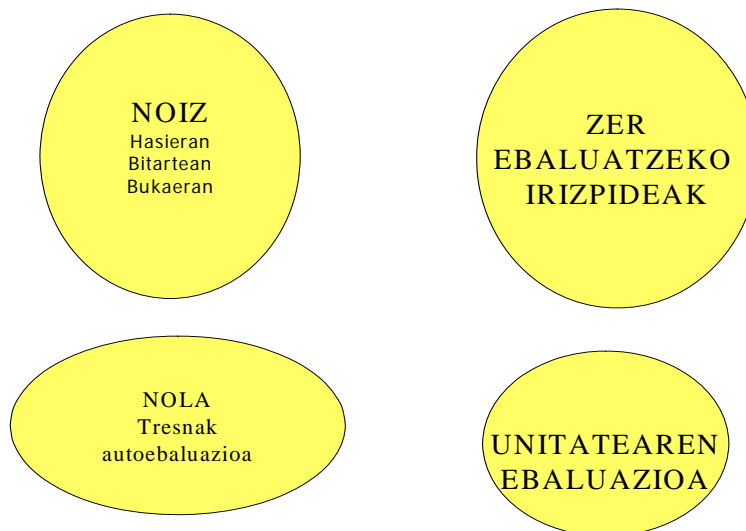 NOIZ
Hasieran
Bitartean
Bukaeran
ZER
EBALUATZEKO
IRIZPIDEAK
NOLA
Tresnak
autoebaluazioa
UNITATEAREN
EBALUAZIOA